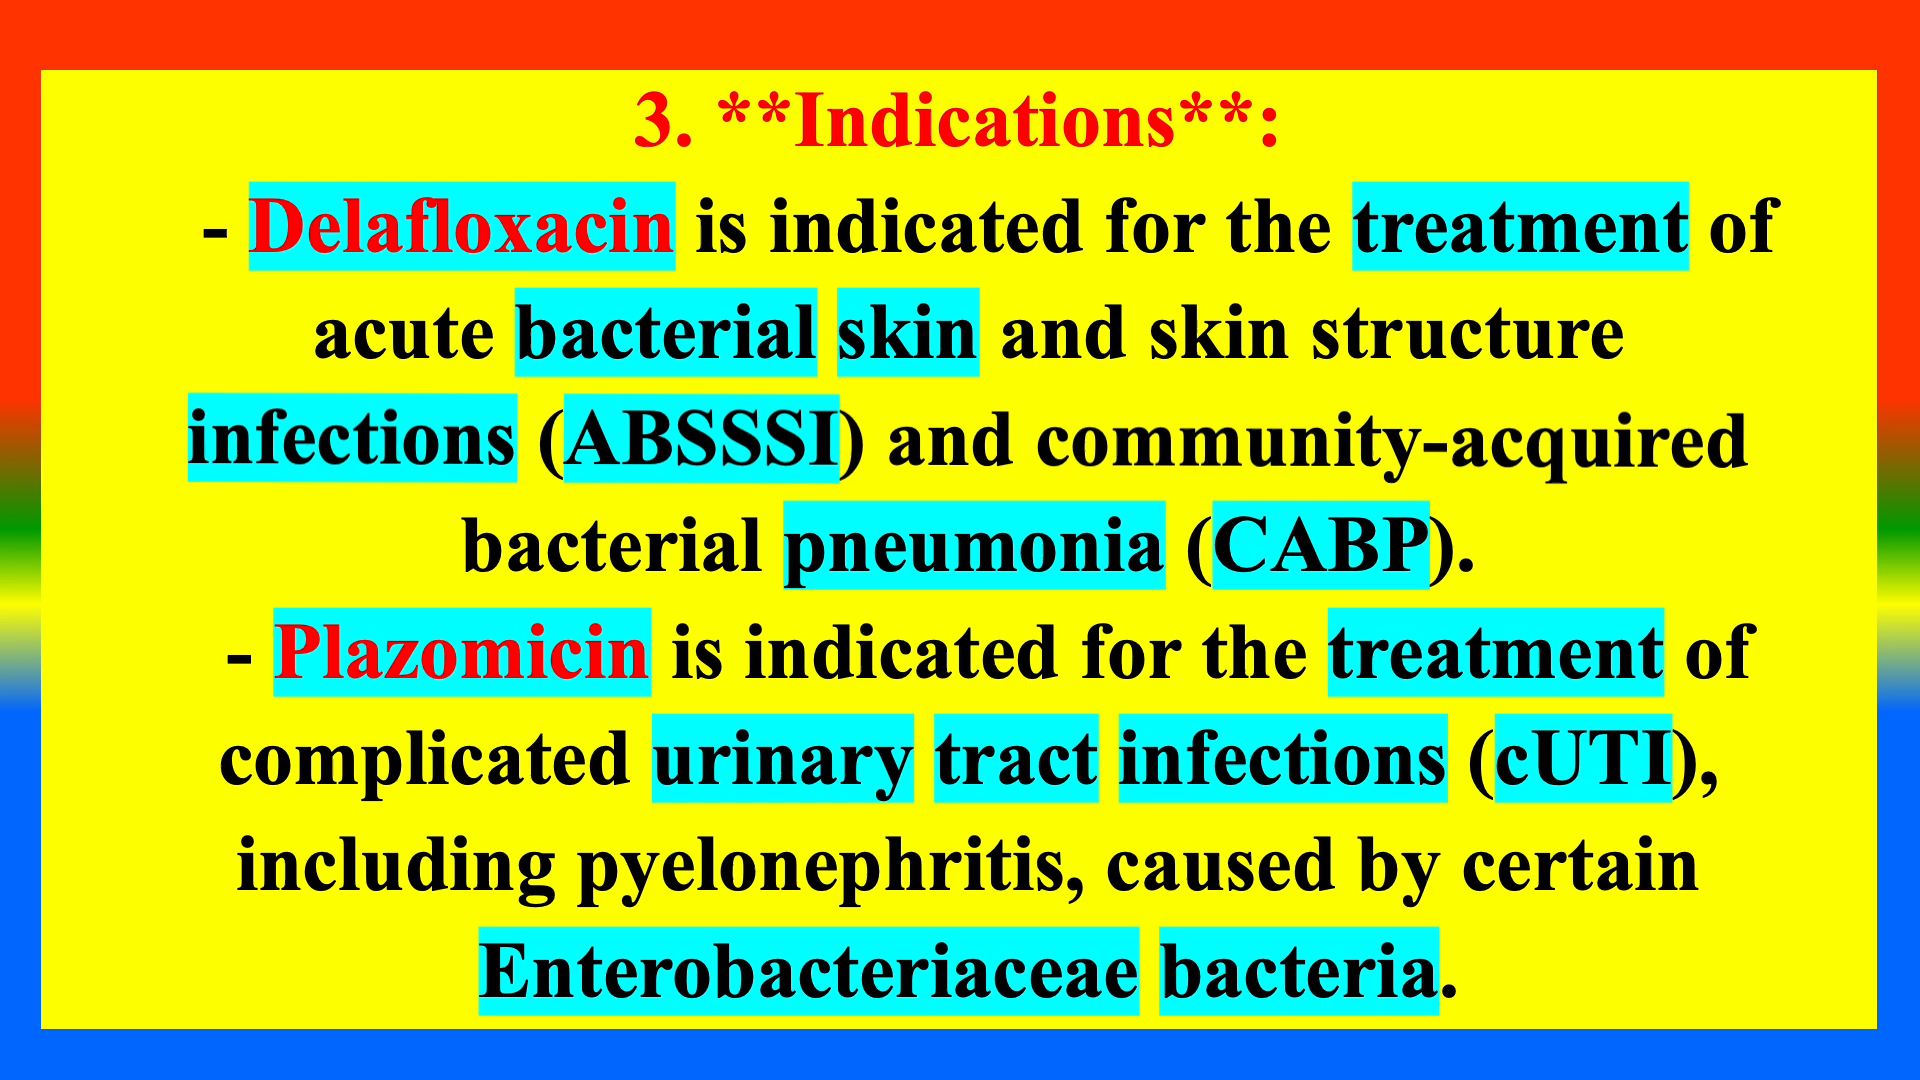 3. **Indications**:
- Delafloxacin is indicated for the treatment of
acute bacterial skin and skin structure
infections (ABSSSI) and community-acquired
bacterial pneumonia (CABP).
- Plazomicin is indicated for the treatment of
complicated urinary tract infections (cUTI),
including pyelonephritis, caused by certain
Enterobacteriaceae bacteria.